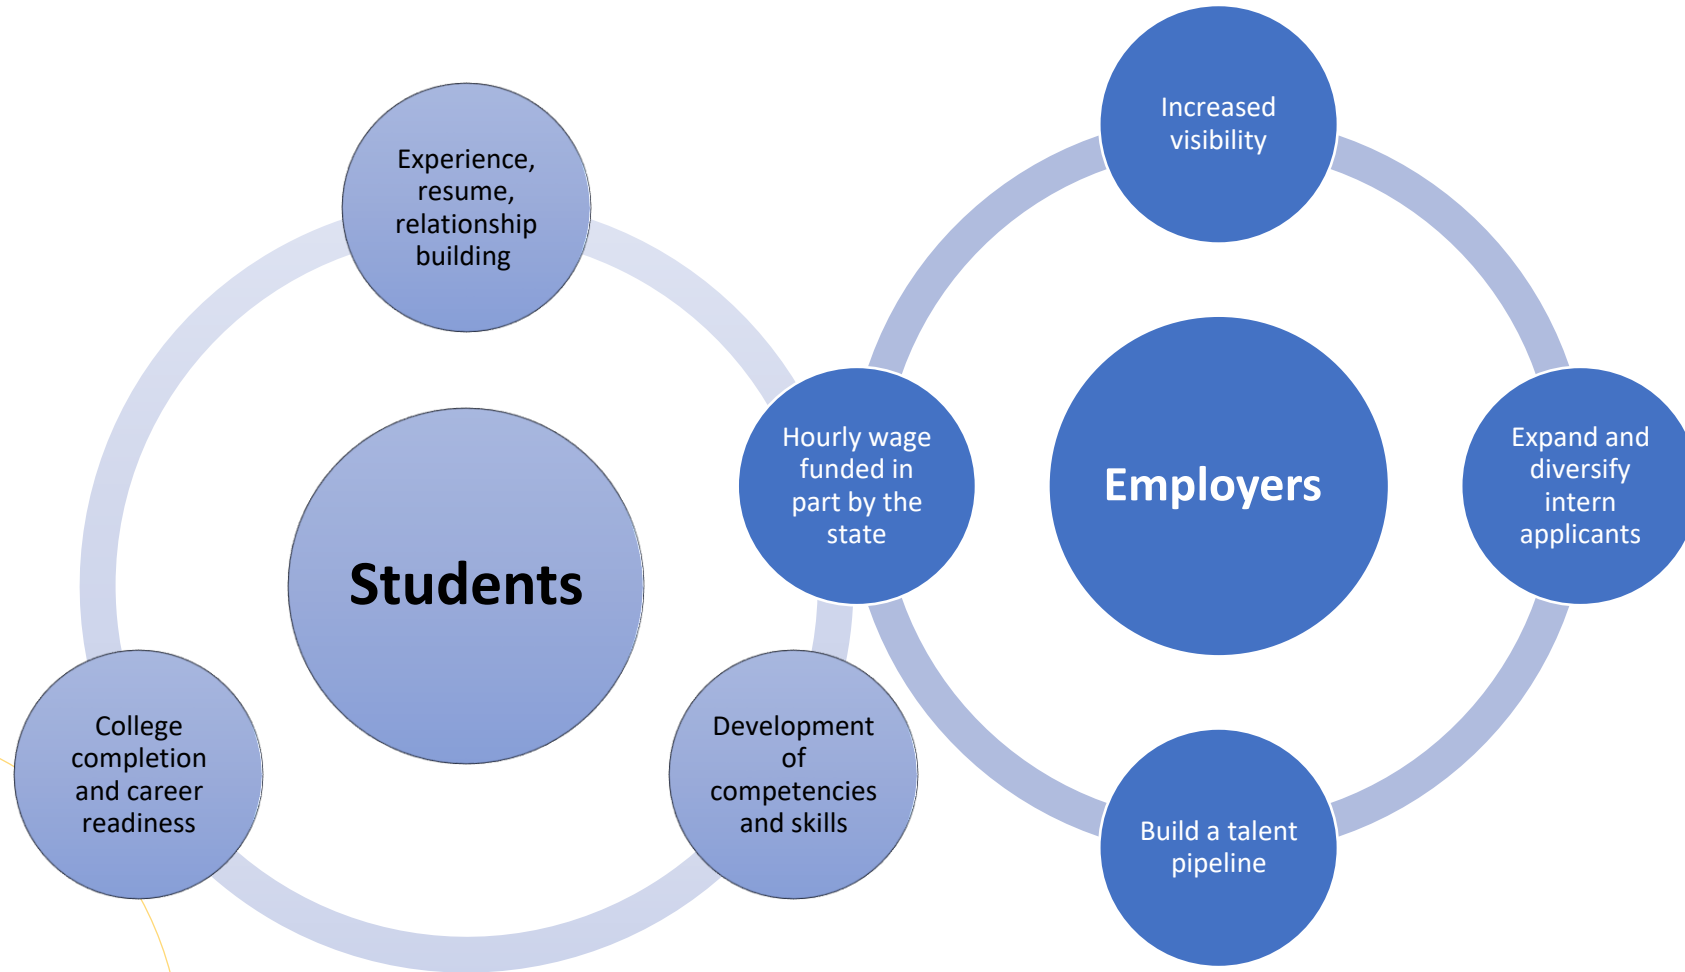 Experience,
resume,
relationship
building
Students
College
completion
and career
readiness
Development
of
competencies
and skills
Increased
visibility
Hourly wage
funded in
part by the
state
Employers
Expand and
diversify
intern
applicants
Build a talent
pipeline